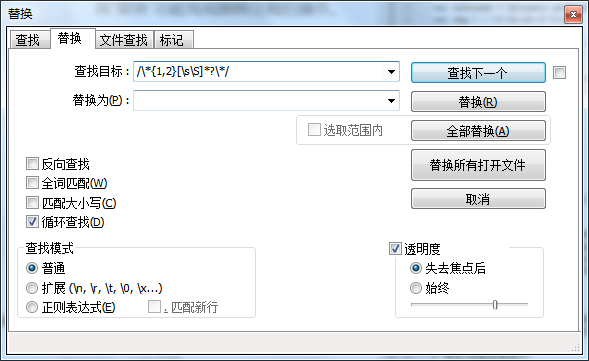 替换
查找 替换 文件查找 标记
查找目标： /\*{1,2}[\s\S]*?\*/ 查找下一个
替换为(P)： 替换(R)
选取范围内 全部替换(A)
替换所有打开文件
取消
反向查找
全词匹配(W)
匹配大小写(C)
循环查找(D)
查找模式
普通
扩展 (\n, \r, \t, \0, \x...)
正则表达式(E) . 匹配新行
透明度
失去焦点后
始终